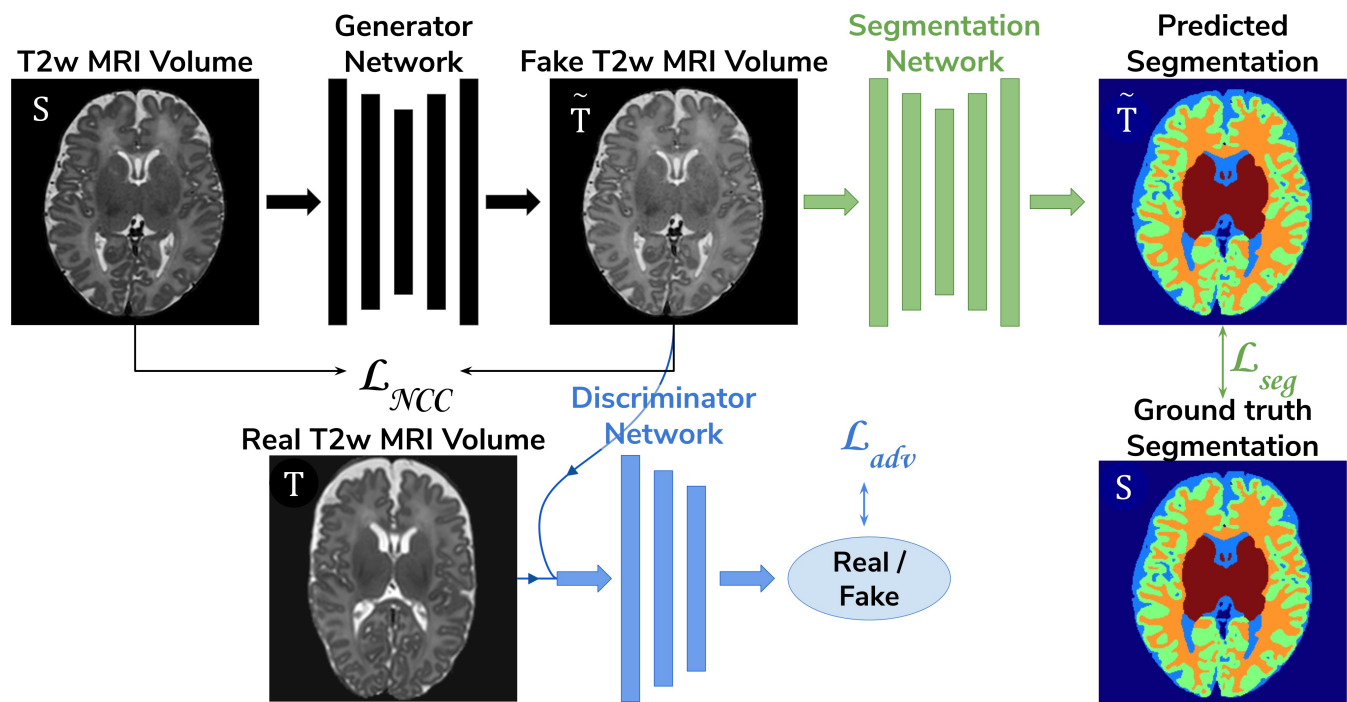 T2w MRI Volume
S
Generator
Network
Fake T2w MRI Volume
T̃
Segmentation
Network
Predicted
Segmentation
T̃
ℒNCC
Discriminator
Network
ℒseg
Real T2w MRI Volume
T
ℒadv
Real /
Fake
Ground truth
Segmentation
S